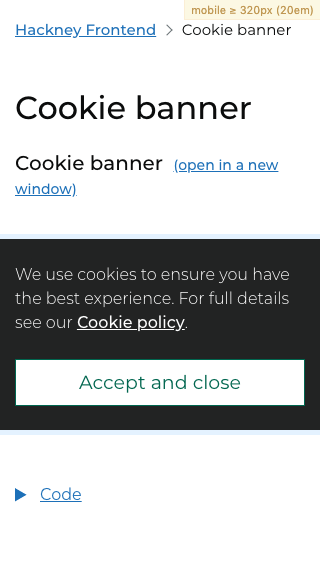 mobile ≥ 320px (20em)
Hackney Frontend > Cookie banner
Cookie banner
Cookie banner (open in a new
window)
We use cookies to ensure you have
the best experience. For full details
see our Cookie policy.
Accept and close
Code